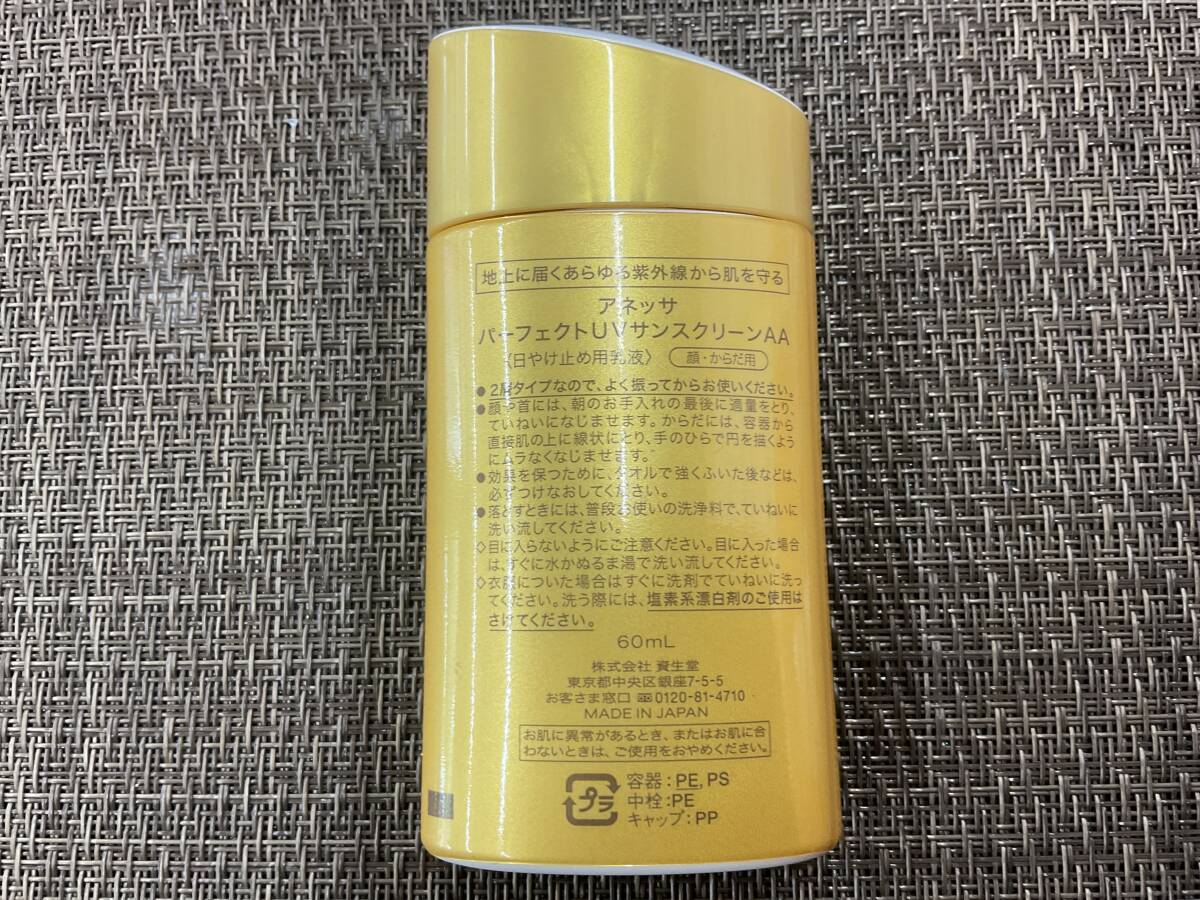 地上に届くあらゆる紫外線から肌を守る
アネッサ
パーフェクトUVサンスクリーンAA
〈日やけ止め用乳液〉 顔・からだ用
●2層タイプなので、よく振ってからお使いください。
●顔や首には、朝のお手入れの最後に適量をとり、
ていねいになじませます。からだには、容器から
直接肌の上に線状にとり、手のひらで円を描くよう
にムラなくなじませます。
●効果を保つために、タオルで強くふいた後などは、
必ずつけなおしてください。
●落とすときには、普段お使いの洗浄料で、ていねいに
洗い流してください。
◇目に入らないようにご注意ください。目に入った場合
は、すぐに水かぬるま湯で洗い流してください。
◇衣服についた場合はすぐに洗剤でていねいに洗っ
てください。洗う際には、塩素系漂白剤のご使用は
さけてください。
60mL
株式会社 資生堂
東京都中央区銀座7-5-5
お客さま窓口 0120-81-4710
MADE IN JAPAN
お肌に異常があるとき、またはお肌に合
わないときは、ご使用をおやめください。
プラ
容器:PE, PS
中栓:PE
キャップ:PP